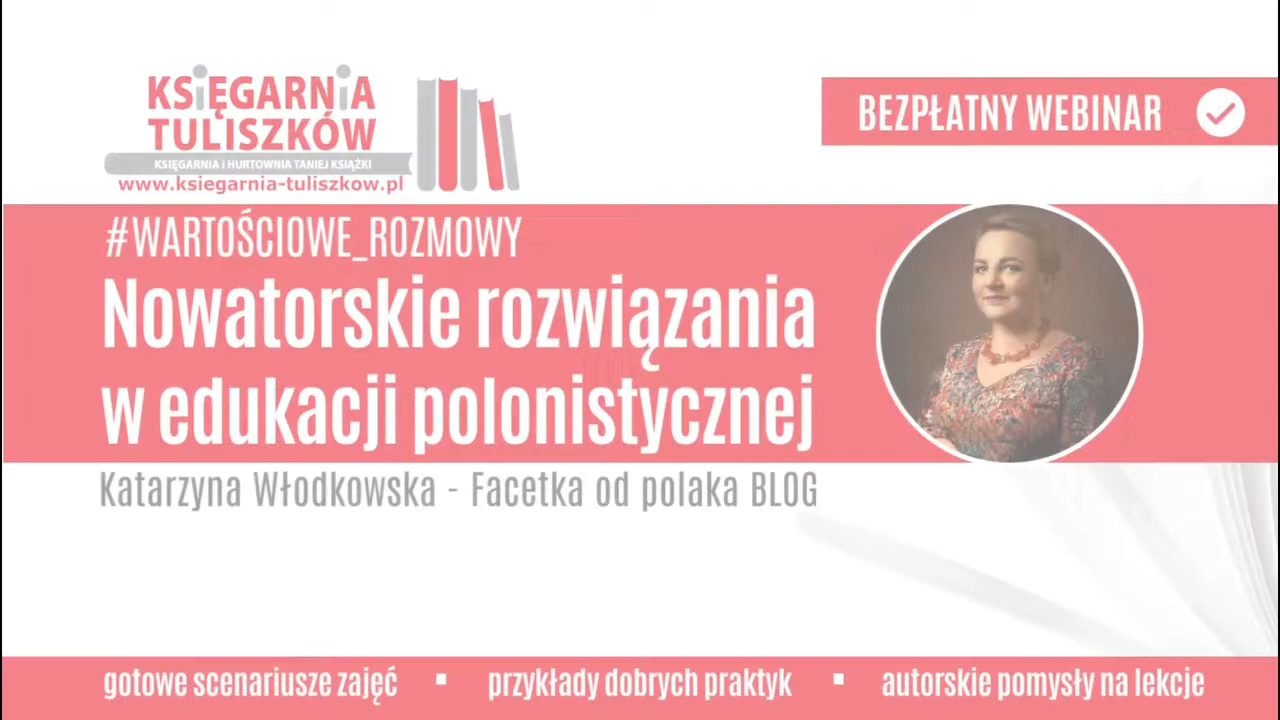 KSIĘGARNiA
TULISZKÓW
KSIĘGARNIA i HURTOWNIA TANIEJ KSIĄŻKI
www.ksiegarnia-tuliszkow.pl
BEZPŁATNY WEBINAR
#WARTOŚCIOWE_ROZMOWY
Nowatorskie rozwiązania
w edukacji polonistycznej
Katarzyna Włodkowska - Facetka od polaka BLOG
gotowe scenariusze zajęć ▪ przykłady dobrych praktyk ▪ autorskie pomysły na lekcje